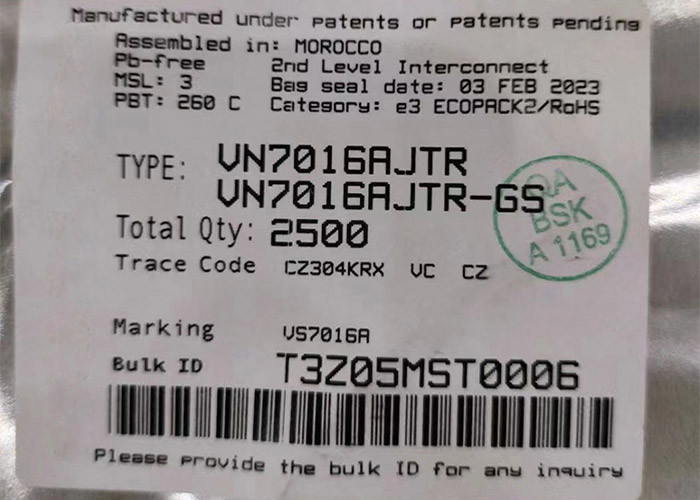 Manufactured under patents or patents pending
Assembled in: MOROCCO
Pb-free 2nd Level Interconnect
MSL: 3 Bag seal date: 03 FEB 2023
PBT: 260 C Category: e3 ECOPACK2/RoHS
TYPE: VN7016AJTR
VN7016AJTR-GS
Total Qty: 2500
Trace Code CZ304KRX VC CZ
QA
BSK
A 1169
Marking VS7016A
Bulk ID T3Z05MST0006
Please provide the bulk ID for any inquiry